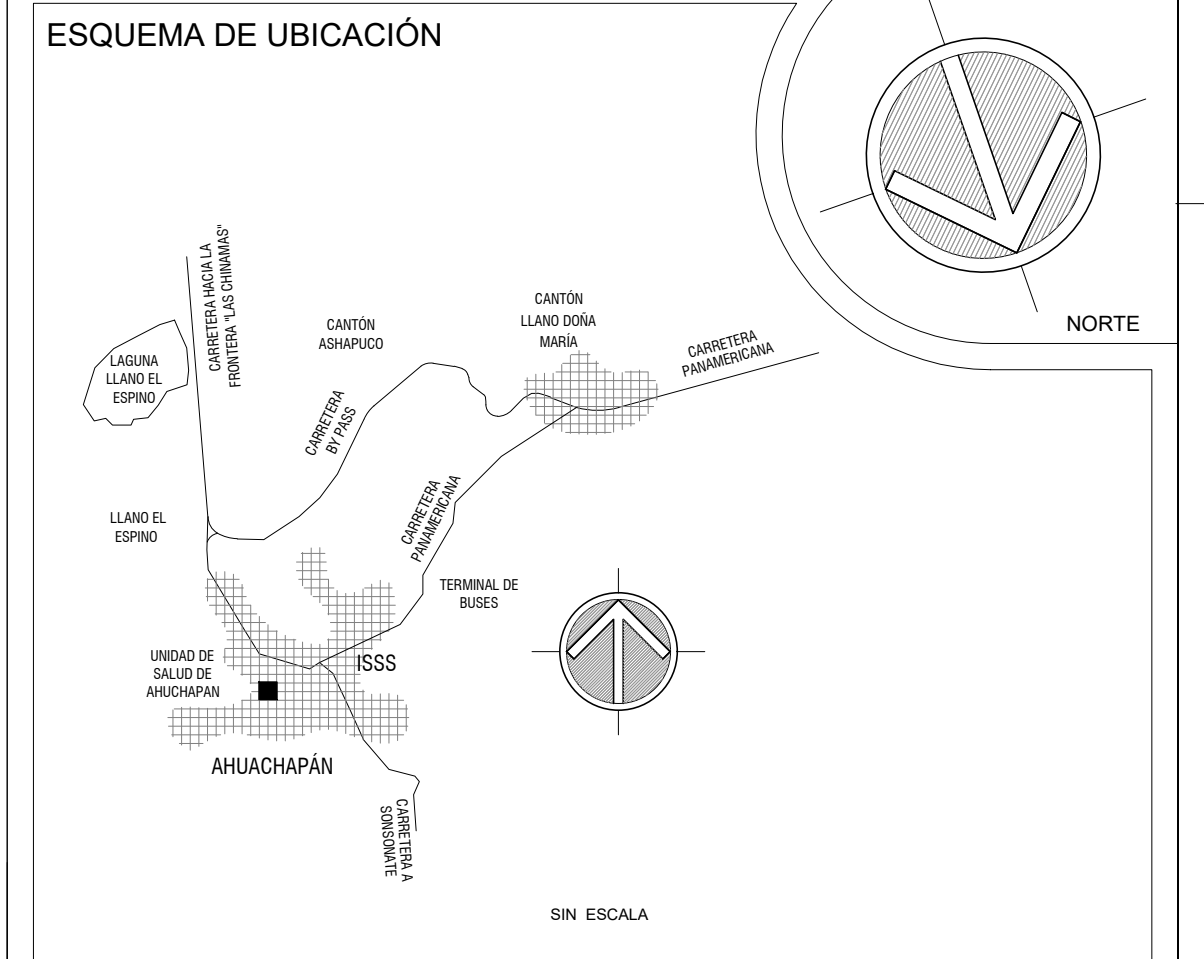 ESQUEMA DE UBICACIÓN
NORTE
CARRETERA HACIA LA
FRONTERA "LAS CHINAMAS"
LAGUNA
LLANO EL
ESPINO
CANTÓN
ASHAPUCO
CANTÓN
LLANO DOÑA
MARÍA
CARRETERA
PANAMERICANA
CARRETERA
BY PASS
CARRETERA
PANAMERICANA
LLANO EL
ESPINO
TERMINAL DE
BUSES
UNIDAD DE
SALUD DE
AHUCHAPAN
ISSS
AHUACHAPÁN
CARRETERA A
SONSONATE
SIN ESCALA